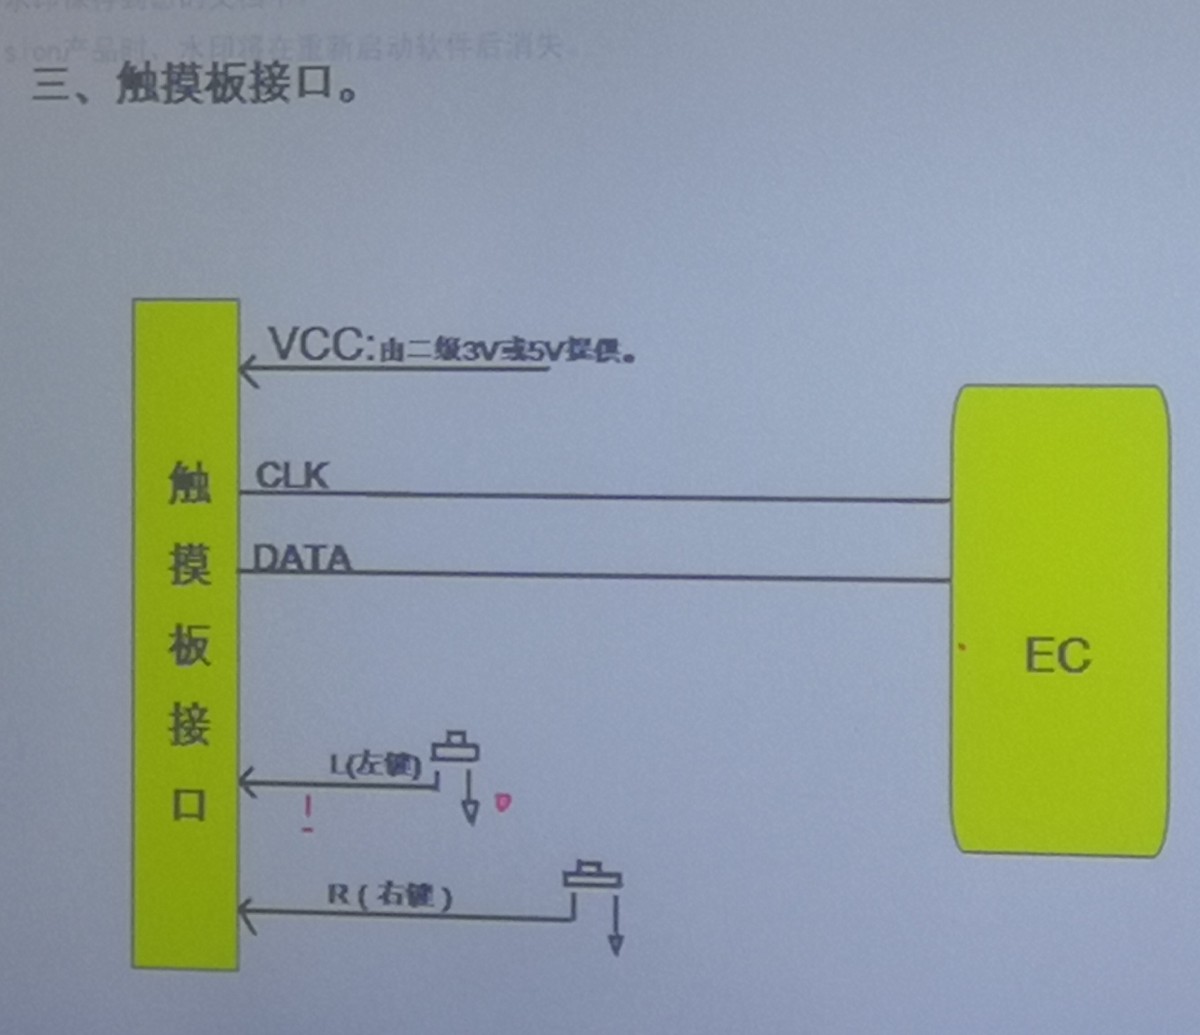 sion产品时，水印将在重新启动软件后消失。
三、触摸板接口。
VCC:由二级3V或5V提供。
CLK
DATA
触摸板接口
EC
L(左键)
R(右键)